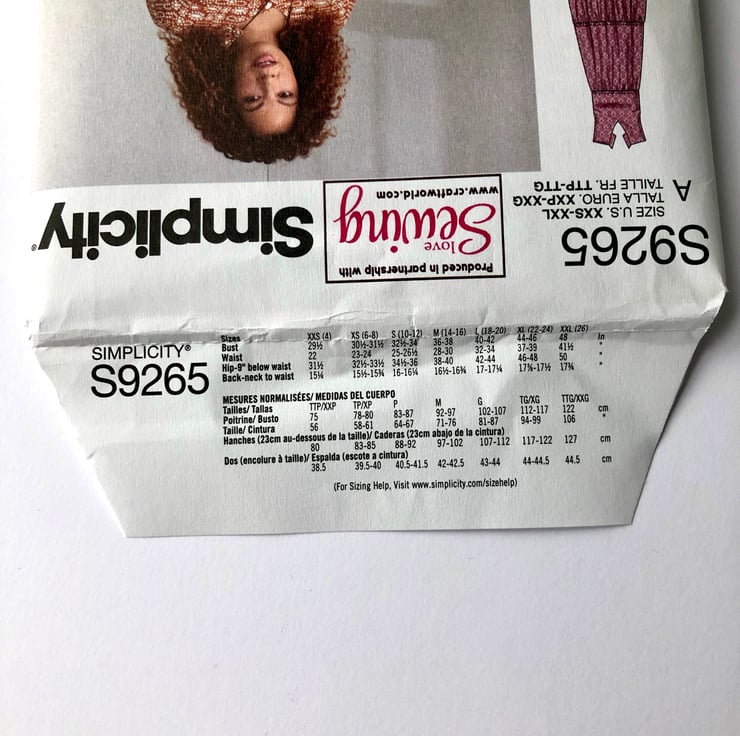 S9265
SIZE U.S. XXS-XXL
TALLA EURO. XXP-XXG
TAILLE FR. TTP-TTG
A
Produced in partnership with
love
Sewing
www.craftworld.com
Simplicity®
SIMPLICITY®
S9265
Sizes XXS (4) XS (6-8) S (10-12) M (14-16) L (18-20) XL (22-24) XXL (26)
Bust 29½ 30½-31½ 32½-34 36-38 40-42 44-46 48 In
Waist 22 23-24 25-26½ 28-30 32-34 37-39 41½ "
Hip-9" below waist 31½ 32½-33½ 34½-36 38-40 42-44 46-48 50 "
Back-neck to waist 15¼ 15½-15¾ 16-16¼ 16½-16¾ 17-17¼ 17⅜-17½ 17¾ "
MESURES NORMALISÉES/ MEDIDAS DEL CUERPO
Tailles/ Tallas TTP/XXP TP/XP P M G TG/XG TTG/XXG
Poitrine/ Busto 75 78-80 83-87 92-97 102-107 112-117 122 cm
Taille/ Cintura 56 58-61 64-67 71-76 81-87 94-99 106 "
Hanches (23cm au-dessous de la taille)/ Caderas (23cm abajo de la cintura)
80 83-85 88-92 97-102 107-112 117-122 127 cm
Dos (encolure à taille)/ Espalda (escote a cintura)
38.5 39.5-40 40.5-41.5 42-42.5 43-44 44-44.5 44.5 cm
(For Sizing Help, Visit www.simplicity.com/sizehelp)